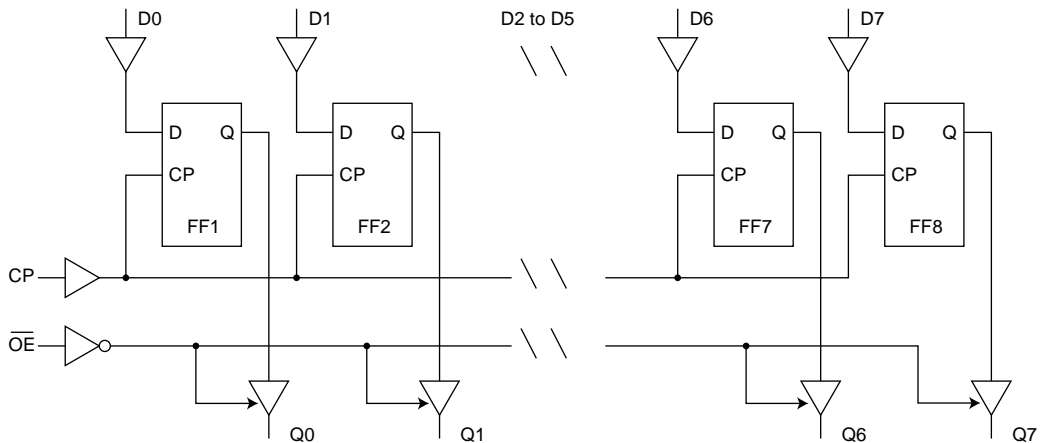 D0 D1 D2 to D5 D6 D7
D Q D Q D Q D Q
CP CP CP CP
FF1 FF2 FF7 FF8
CP
O̅E̅
Q0 Q1 Q6 Q7